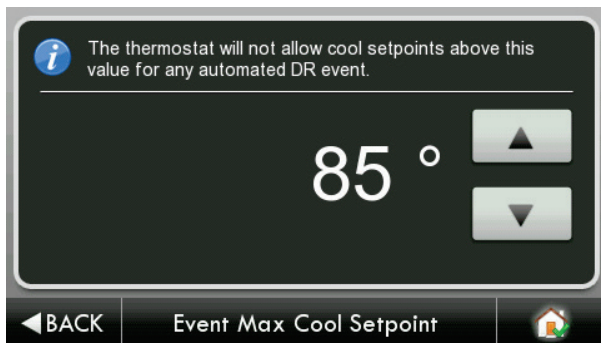 The thermostat will not allow cool setpoints above this
value for any automated DR event.
85 °
BACK
Event Max Cool Setpoint